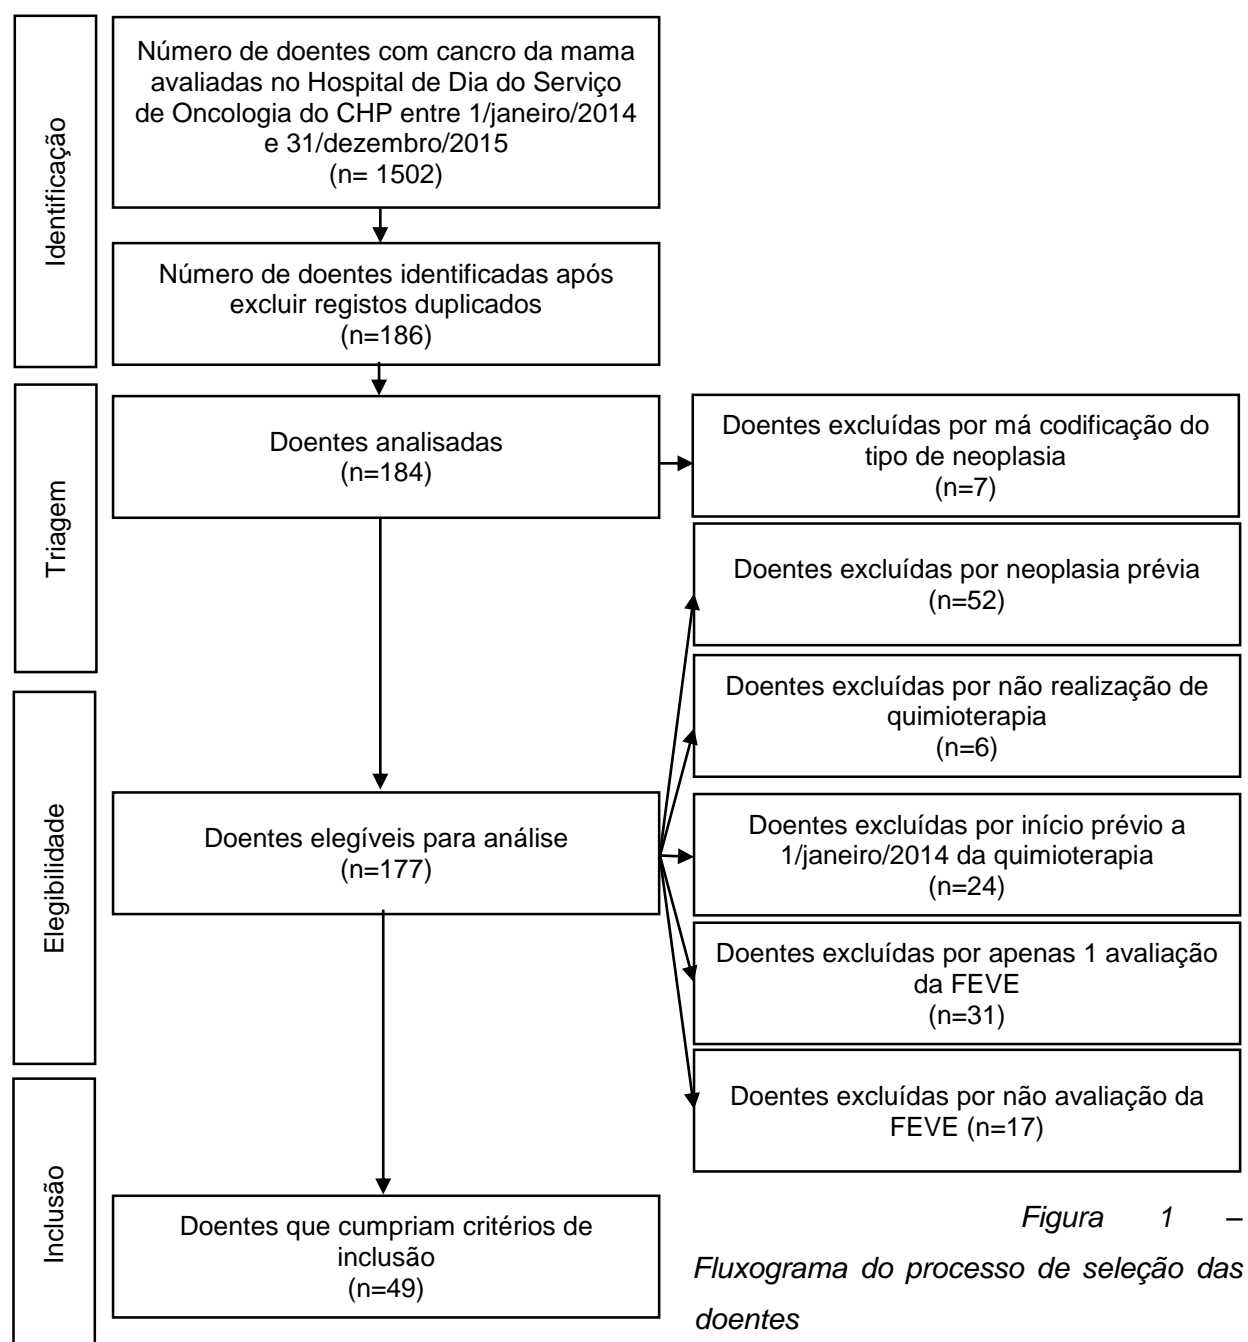 Identificação
Número de doentes com cancro da mama
avaliadas no Hospital de Dia do Serviço
de Oncologia do CHP entre 1/janeiro/2014
e 31/dezembro/2015
(n= 1502)
Número de doentes identificadas após
excluir registos duplicados
(n=186)
Triagem
Doentes analisadas
(n=184)
Doentes excluídas por má codificação do
tipo de neoplasia
(n=7)
Doentes excluídas por neoplasia prévia
(n=52)
Doentes excluídas por não realização de
quimioterapia
(n=6)
Elegibilidade
Doentes elegíveis para análise
(n=177)
Doentes excluídas por início prévio a
1/janeiro/2014 da quimioterapia
(n=24)
Doentes excluídas por apenas 1 avaliação
da FEVE
(n=31)
Doentes excluídas por não avaliação da
FEVE (n=17)
Inclusão
Doentes que cumpriam critérios de
inclusão
(n=49)
Figura 1 –
Fluxograma do processo de seleção das
doentes